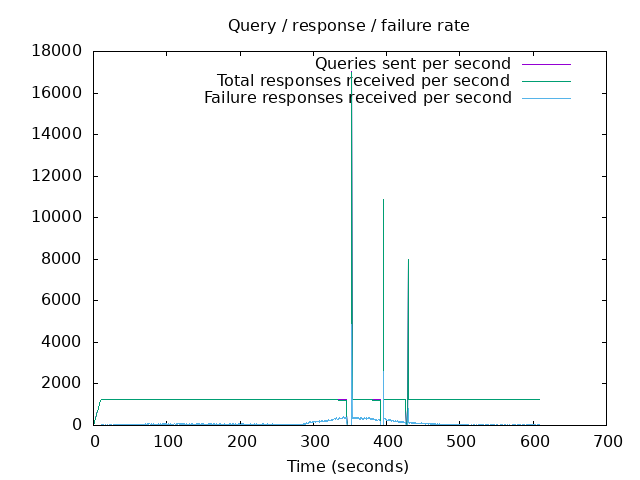 Query / response / failure rate
18000
16000
14000
12000
10000
8000
6000
4000
2000
0
Queries sent per second
Total responses received per second
Failure responses received per second
0 100 200 300 400 500 600 700
Time (seconds)